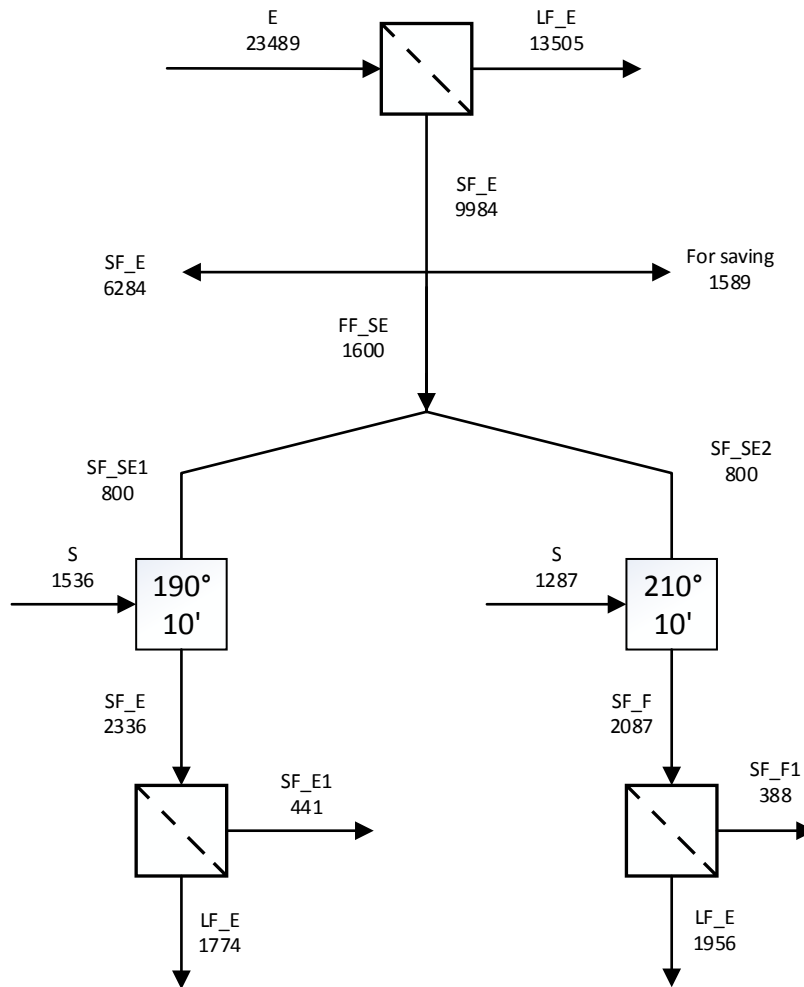 E
23489
LF_E
13505
SF_E
9984
SF_E
6284
For saving
1589
FF_SE
1600
SF_SE1
800
SF_SE2
800
S
1536
190°
10'
S
1287
210°
10'
SF_E
2336
SF_F
2087
SF_E1
441
SF_F1
388
LF_E
1774
LF_E
1956